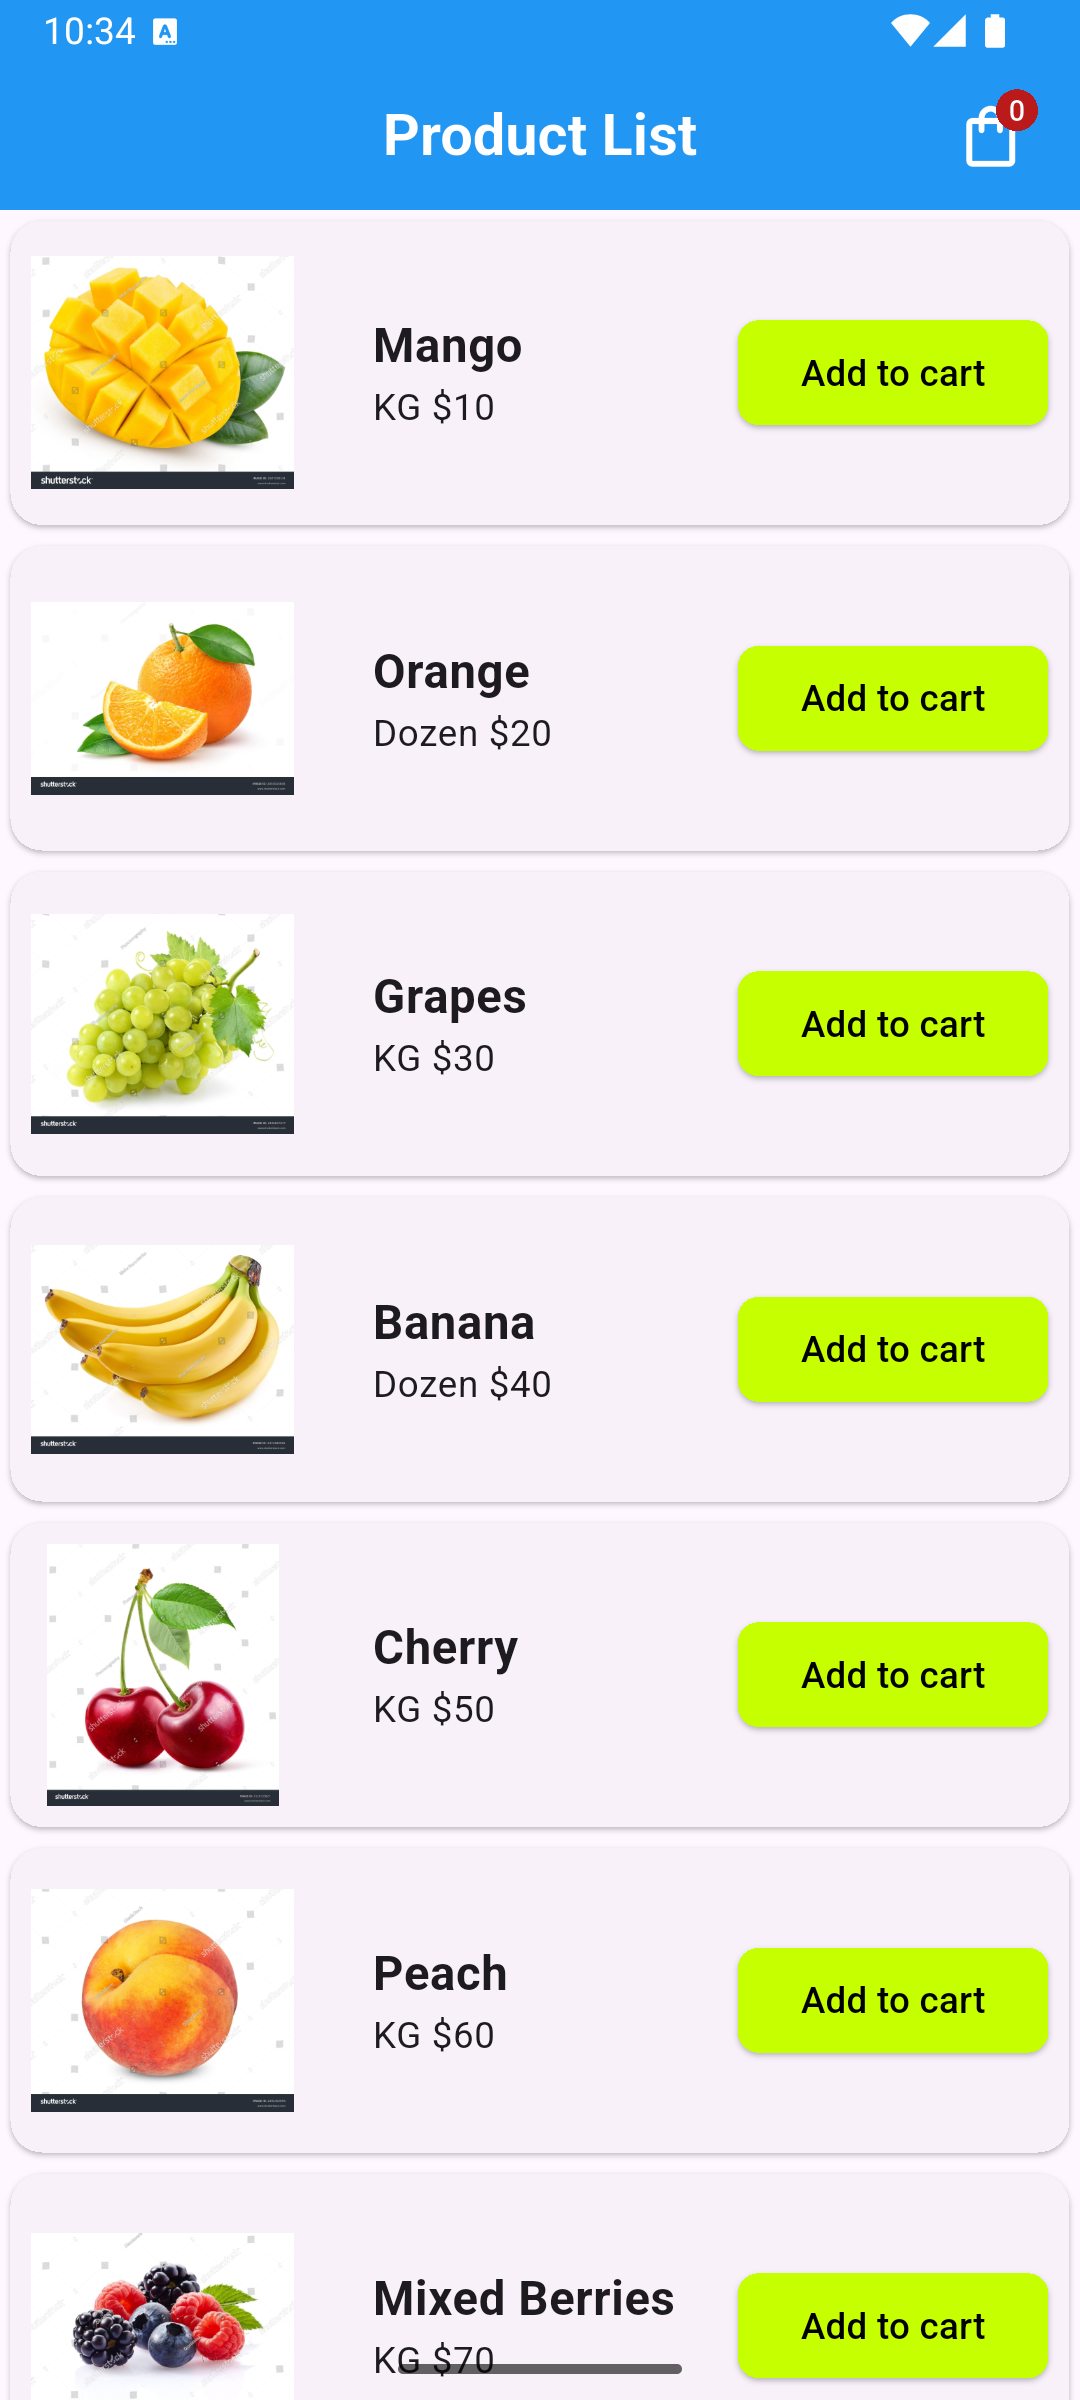 10:34
Product List
0
shutterstock
Mango
KG $10
Add to cart
shutterstock
Orange
Dozen $20
Add to cart
shutterstock
Grapes
KG $30
Add to cart
shutterstock
Banana
Dozen $40
Add to cart
shutterstock
Cherry
KG $50
Add to cart
shutterstock
Peach
KG $60
Add to cart
Mixed Berries
KG $70
Add to cart